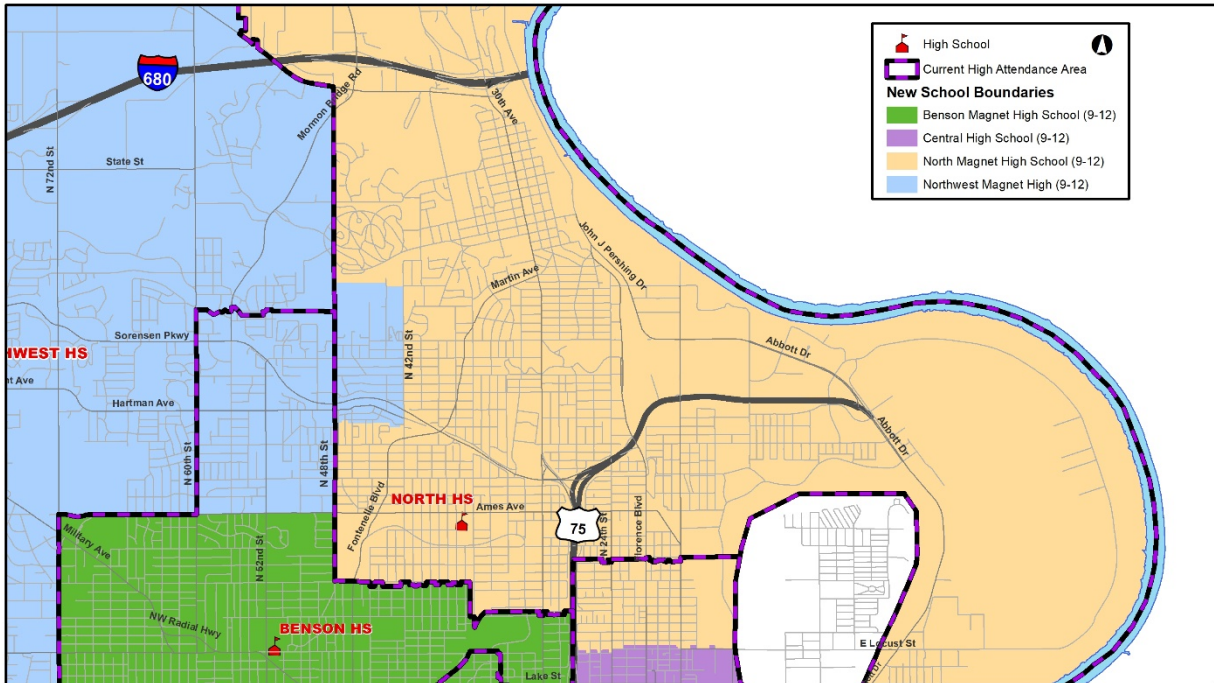 High School
Current High Attendance Area
New School Boundaries
Benson Magnet High School (9-12)
Central High School (9-12)
North Magnet High School (9-12)
Northwest Magnet High (9-12)
680
Mormon Bridge Rd
30th Ave
N 72nd St
State St
John J Pershing Dr
Martin Ave
Sorensen Pkwy
N 42nd St
HWEST HS
Abbott Dr
nt Ave
Hartman Ave
Abbott Dr
N 60th St
N 48th St
NORTH HS
Ames Ave
Fontenelle Blvd
75
N 24th St
lorence Blvd
Military Ave
N 52nd St
NW Radial Hwy
BENSON HS
E Locust St
Lake St